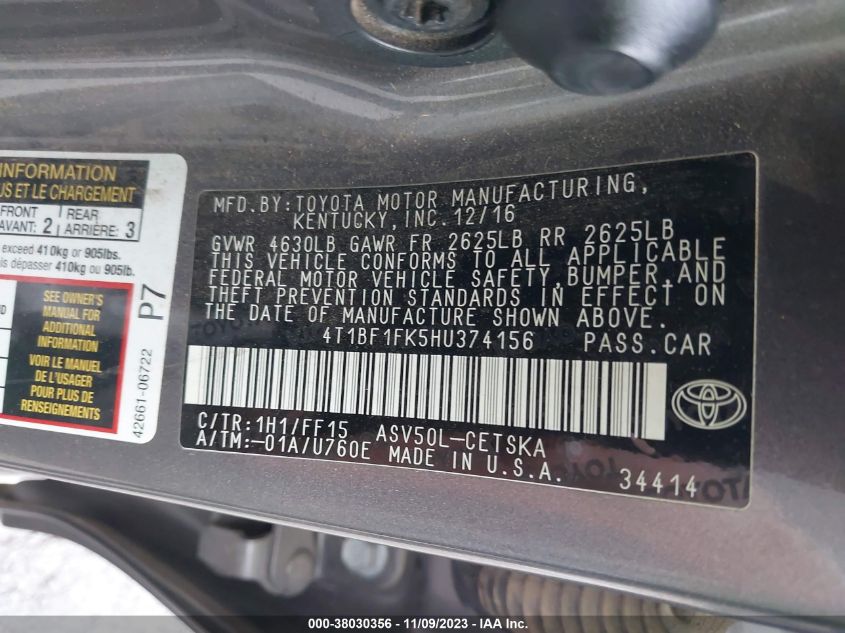 INFORMATION
US ET LE CHARGEMENT
FRONT
AVANT: 2
REAR
ARRIÈRE: 3
exceed 410kg or 905lbs.
is dépasser 410kg ou 905lb.
SEE OWNER'S
MANUAL FOR
ADDITIONAL
INFORMATION
VOIR LE MANUEL
DE L'USAGER
POUR PLUS DE
RENSEIGNEMENTS
42661-06722 P7
MFD.BY:TOYOTA MOTOR MANUFACTURING,
KENTUCKY, INC. 12/16
GVWR 4630LB GAWR FR 2625LB RR 2625LB
THIS VEHICLE CONFORMS TO ALL APPLICABLE
FEDERAL MOTOR VEHICLE SAFETY, BUMPER, AND
THEFT PREVENTION STANDARDS IN EFFECT ON
THE DATE OF MANUFACTURE SHOWN ABOVE.
4T1BF1FK5HU374156 PASS.CAR
C/TR:1H1/FF15 ASV50L-CETSKA
A/TM:-01A/U760E MADE IN U.S.A.
34414
000-38030356 - 11/09/2023 - © IAA Inc.